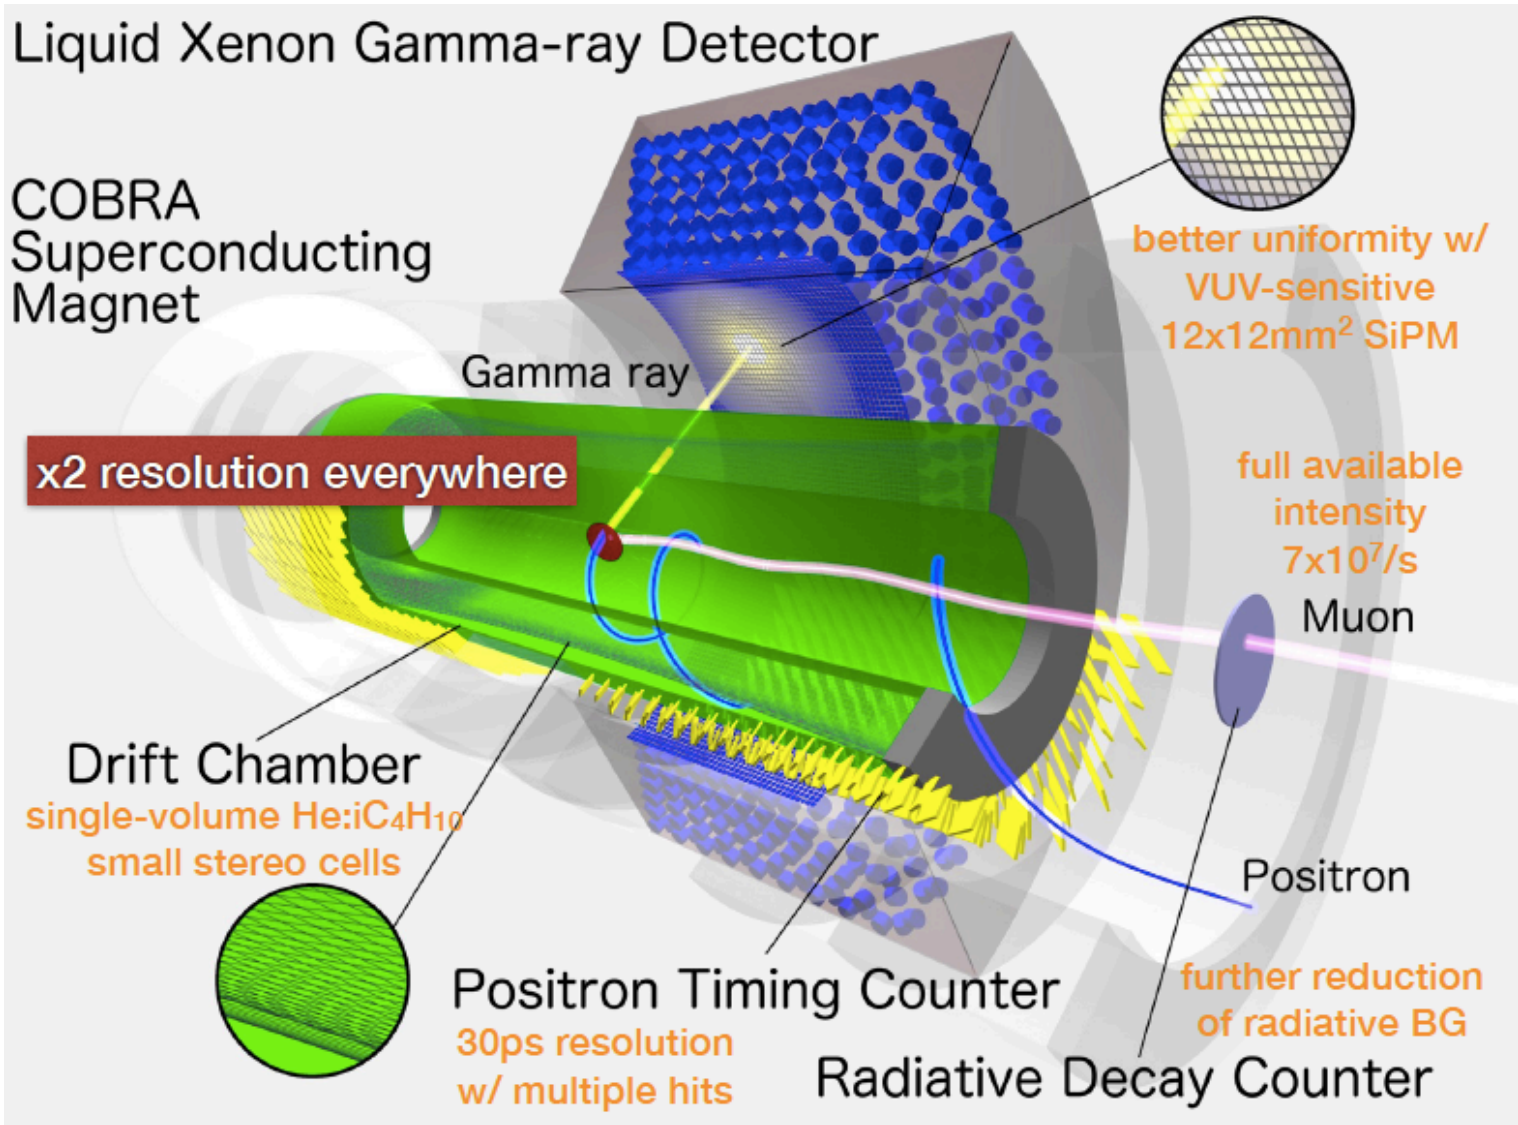 Liquid Xenon Gamma-ray Detector
COBRA
Superconducting
Magnet
better uniformity w/
VUV-sensitive
12x12mm² SiPM
Gamma ray
x2 resolution everywhere
full available
intensity
7x10⁷/s
Muon
Drift Chamber
single-volume He:iC₄H₁₀
small stereo cells
Positron
Positron Timing Counter
30ps resolution
w/ multiple hits
further reduction
of radiative BG
Radiative Decay Counter